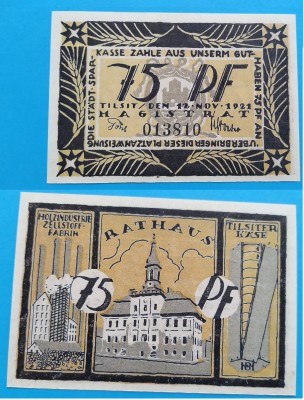 DIE STÄDT. SPAR-
KASSE ZAHLE AUS UNSERM GUT-
HABEN 75 PF AN
ÜBERBRINGER DIESER PLATZANWEISUNG
75 PF
TILSIT, DEN 12. NOV. 1921
MAGISTRAT
013810
HOLZINDUSTRIE
ZELLSTOFF-
FABRIK
RATHAUS
TILSITER
KÄSE
75 PF